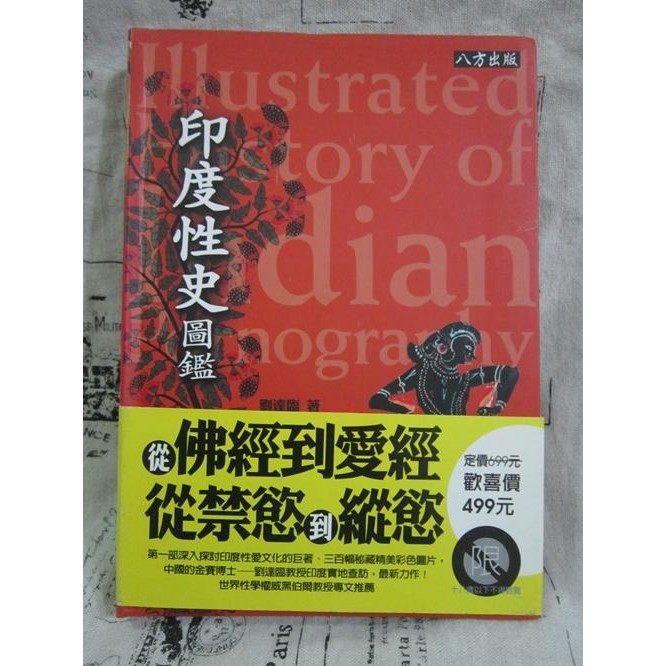 八方出版
Illustrated
History of
Indian
nography
印度性史圖鑑
劉達臨 著
從佛經到愛經
從禁慾到縱慾
第一部深入探討印度性愛文化的巨著、三百幅秘藏精美彩色圖片，
中國的金賽博士——劉達臨教授印度實地查訪，最新力作！
世界性學權威黑伯爾教授專文推薦
定價699元
歡喜價
499元
限
Paris